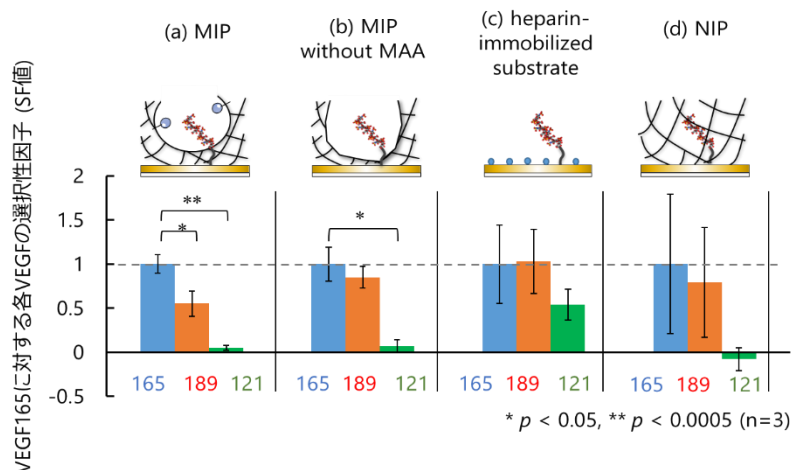 (a) MIP
(b) MIP
without MAA
(c) heparin-
immobilized
substrate
(d) NIP
VEGF165に対する各VEGFの選択性因子 (SF値)
2
1.5
1
0.5
0
-0.5
**
*
*
165 189 121
165 189 121
165 189 121
165 189 121
* p < 0.05, ** p < 0.0005 (n=3)